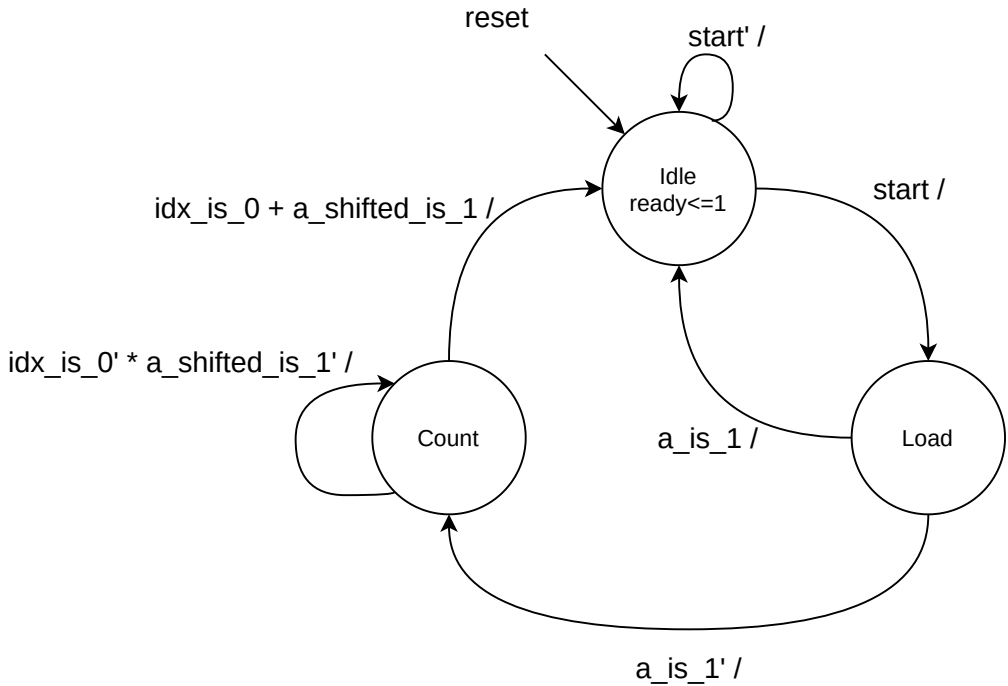 reset
start' /
Idle
ready<=1
start /
idx_is_0 + a_shifted_is_1 /
idx_is_0' * a_shifted_is_1' /
Count
a_is_1 /
Load
a_is_1' /